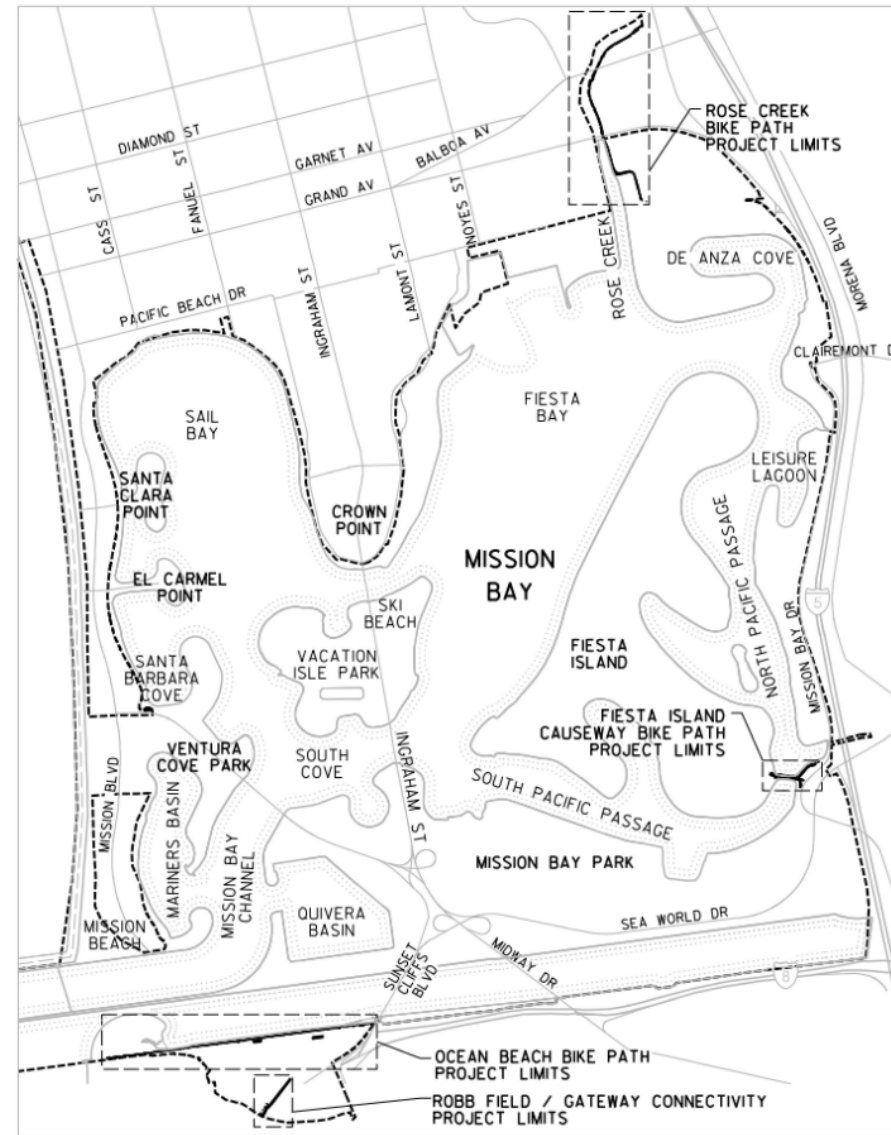 ROSE CREEK
BIKE PATH
PROJECT LIMITS
DIAMOND ST
GARNET AV
BALBOA AV
GRAND AV
CASS ST
FANUEL ST
NOYES ST
LAMONT ST
INGRAHAM ST
PACIFIC BEACH DR
ROSE CREEK
DE ANZA COVE
MORENA BLVD
CLAIREMONT D
SAIL
BAY
FIESTA
BAY
LEISURE
LAGOON
SANTA
CLARA
POINT
CROWN
POINT
MISSION
BAY
NORTH PACIFIC PASSAGE
5
EL CARMEL
POINT
SKI
BEACH
MISSION BAY DR
VACATION
ISLE PARK
FIESTA
ISLAND
SANTA
BARBARA
COVE
FIESTA ISLAND
CAUSEWAY BIKE PATH
PROJECT LIMITS
VENTURA
COVE PARK
SOUTH
COVE
INGRAHAM ST
MISSION BLVD
MARINERS BASIN
SOUTH PACIFIC PASSAGE
MISSION BAY PARK
MISSION BAY
CHANNEL
QUIVERA
BASIN
MISSION
BEACH
SEA WORLD DR
SUNSET
CLIFFS
BLVD
MIDWAY DR
8
OCEAN BEACH BIKE PATH
PROJECT LIMITS
ROBB FIELD / GATEWAY CONNECTIVITY
PROJECT LIMITS